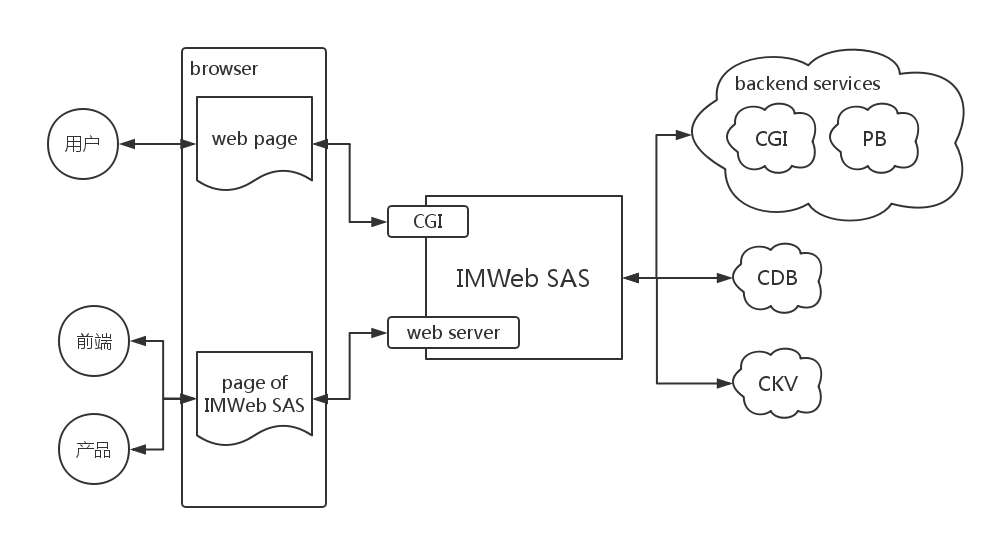 browser
用户
web page
前端
产品
page of
IMWeb SAS
CGI
IMWeb SAS
web server
backend services
CGI
PB
CDB
CKV